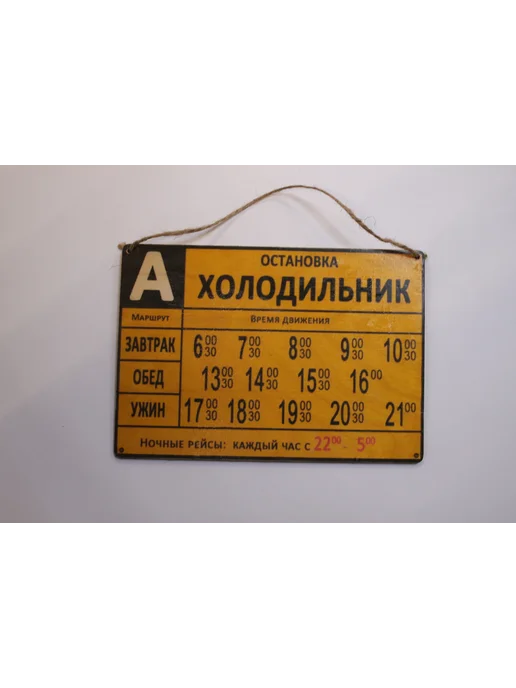 А
ОСТАНОВКА
ХОЛОДИЛЬНИК
МАРШРУТ ВРЕМЯ ДВИЖЕНИЯ
ЗАВТРАК 6 00 30 7 00 30 8 00 30 9 00 30 10 00 30
ОБЕД 13 00 30 14 00 30 15 00 30 16 00
УЖИН 17 00 30 18 00 30 19 00 30 20 00 30 21 00
НОЧНЫЕ РЕЙСЫ: КАЖДЫЙ ЧАС С 22 00 - 5 00